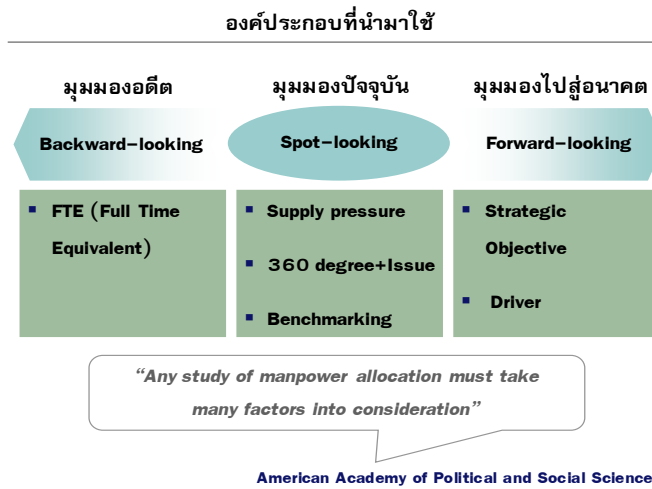 องค์ประกอบที่นำมาใช้
มุมมองอดีต
มุมมองปัจจุบัน
มุมมองไปสู่อนาคต
Backward-looking
Spot-looking
Forward-looking
▪ FTE (Full Time
Equivalent)
▪ Supply pressure
▪ 360 degree+Issue
▪ Benchmarking
▪ Strategic
Objective
▪ Driver
“Any study of manpower allocation must take
many factors into consideration”
American Academy of Political and Social Science